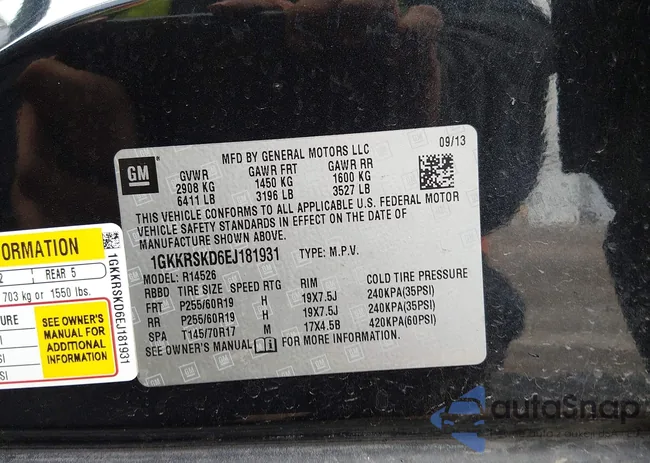 GM
MFD BY GENERAL MOTORS LLC
09/13
GVWR GAWR FRT GAWR RR
2908 KG 1450 KG 1600 KG
6411 LB 3196 LB 3527 LB
THIS VEHICLE CONFORMS TO ALL APPLICABLE U.S. FEDERAL MOTOR
VEHICLE SAFETY STANDARDS IN EFFECT ON THE DATE OF
MANUFACTURE SHOWN ABOVE.
1GKKRSKD6EJ181931 TYPE: M.P.V.
MODEL: R14526
RBBD TIRE SIZE SPEED RTG RIM COLD TIRE PRESSURE
FRT P255/60R19 H 19X7.5J 240KPA(35PSI)
RR P255/60R19 H 19X7.5J 240KPA(35PSI)
SPA T145/70R17 M 17X4.5B 420KPA(60PSI)
SEE OWNER'S MANUAL FOR MORE INFORMATION.
FORMATION
2 REAR 5
703 kg or 1550 lbs.
SEE OWNER'S
MANUAL FOR
ADDITIONAL
INFORMATION
1GKKRSKD6EJ181931
autoSnap